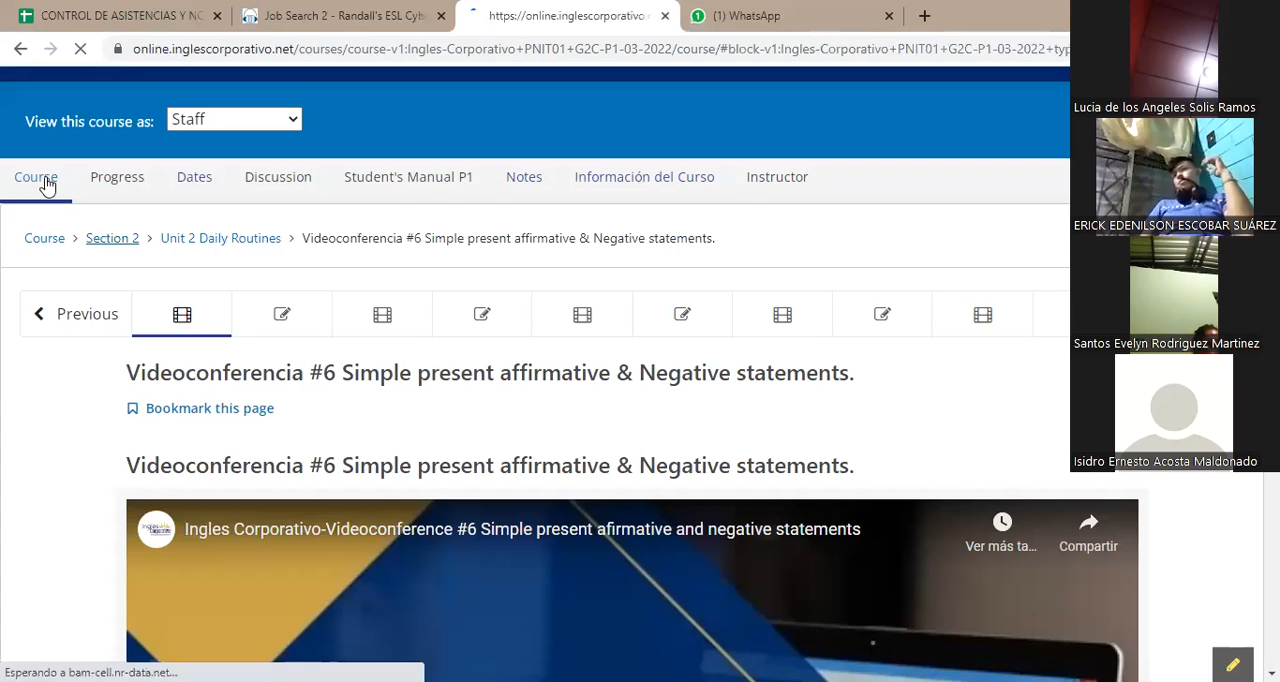 CONTROL DE ASISTENCIAS Y NO
Job Search 2 - Randall's ESL Cyb
https://online.inglescorporativo.
(1) WhatsApp
online.inglescorporativo.net/courses/course-v1:Ingles-Corporativo+PNIT01+G2C-P1-03-2022/course/#block-v1:Ingles-Corporativo+PNIT01+G2C-P1-03-2022+typ
View this course as: Staff
Course Progress Dates Discussion Student's Manual P1 Notes Información del Curso Instructor
Course > Section 2 > Unit 2 Daily Routines > Videoconferencia #6 Simple present affirmative & Negative statements.
Previous
Videoconferencia #6 Simple present affirmative & Negative statements.
Bookmark this page
Videoconferencia #6 Simple present affirmative & Negative statements.
Ingles Corporativo-Videoconference #6 Simple present afirmative and negative statements
Ver más ta...
Compartir
Esperando a bam-cell.nr-data.net...
Lucia de los Angeles Solis Ramos
ERICK EDENILSON ESCOBAR SUÁREZ
Santos Evelyn Rodriguez Martinez
Isidro Ernesto Acosta Maldonado